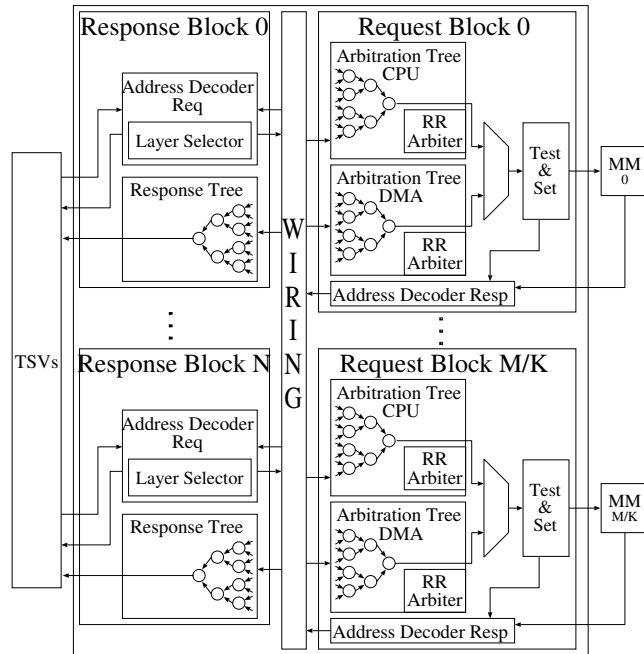 Response Block 0
Address Decoder
Req
Layer Selector
Response Tree
WIRING
Request Block 0
Arbitration Tree
CPU
RR
Arbiter
Arbitration Tree
DMA
RR
Arbiter
Test
&
Set
MM
0
Address Decoder Resp
TSVs
Response Block N
Address Decoder
Req
Layer Selector
Response Tree
Request Block M/K
Arbitration Tree
CPU
RR
Arbiter
Arbitration Tree
DMA
RR
Arbiter
Test
&
Set
MM
M/K
Address Decoder Resp